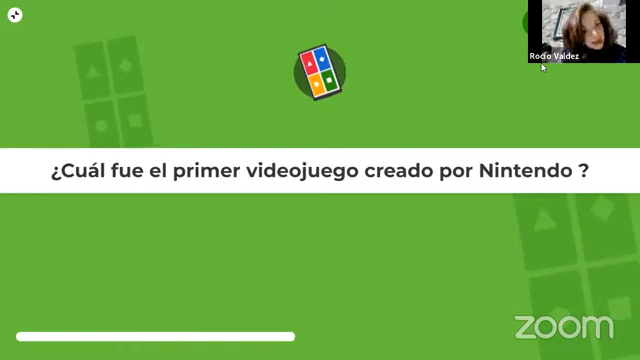 Rocío Valdez
¿Cuál fue el primer videojuego creado por Nintendo ?
zoom